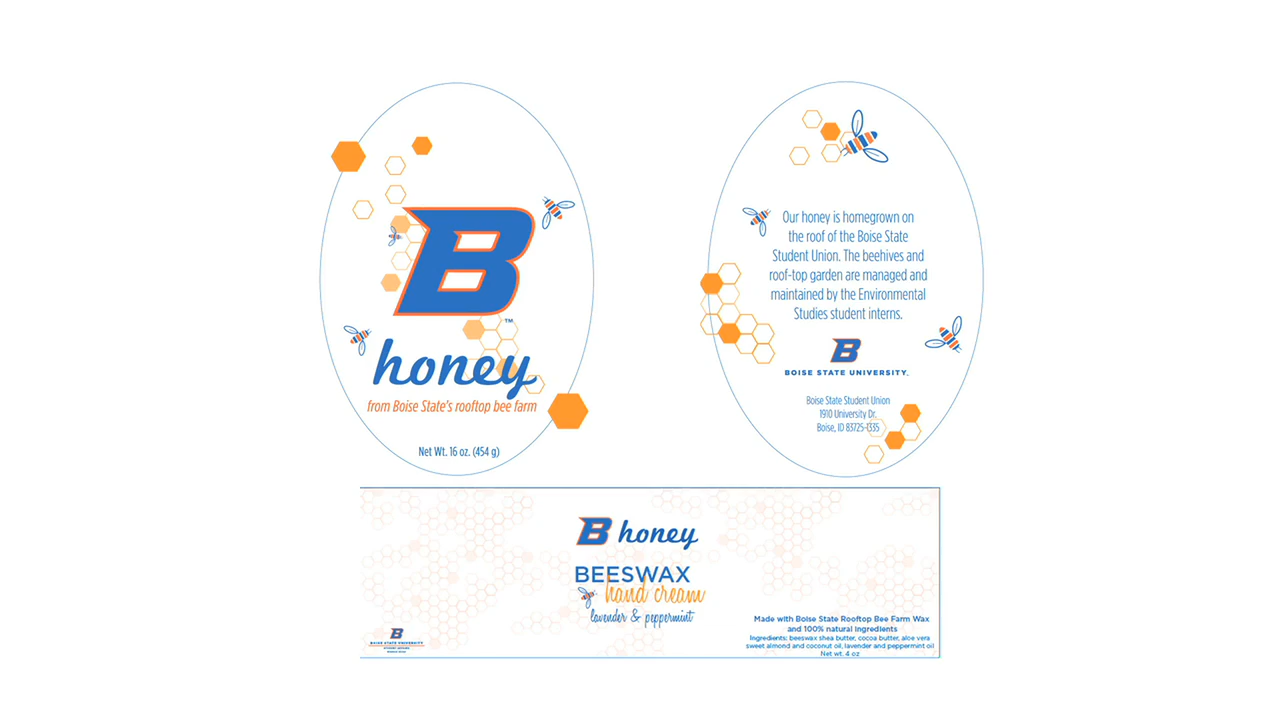 B
™
honey
from Boise State's rooftop bee farm
Net Wt. 16 oz. (454 g)
Our honey is homegrown on
the roof of the Boise State
Student Union. The beehives and
roof-top garden are managed and
maintained by the Environmental
Studies student interns.
B
BOISE STATE UNIVERSITY.
Boise State Student Union
1910 University Dr.
Boise, ID 83725-1335
B honey
BEESWAX
hand cream
lavender & peppermint
B
BOISE STATE UNIVERSITY
Made with Boise State Rooftop Bee Farm Wax
and 100% natural ingredients
Ingredients: beeswax shea butter, cocoa butter, aloe vera
sweet almond and coconut oil, lavender and peppermint oil
Net wt. 4 oz